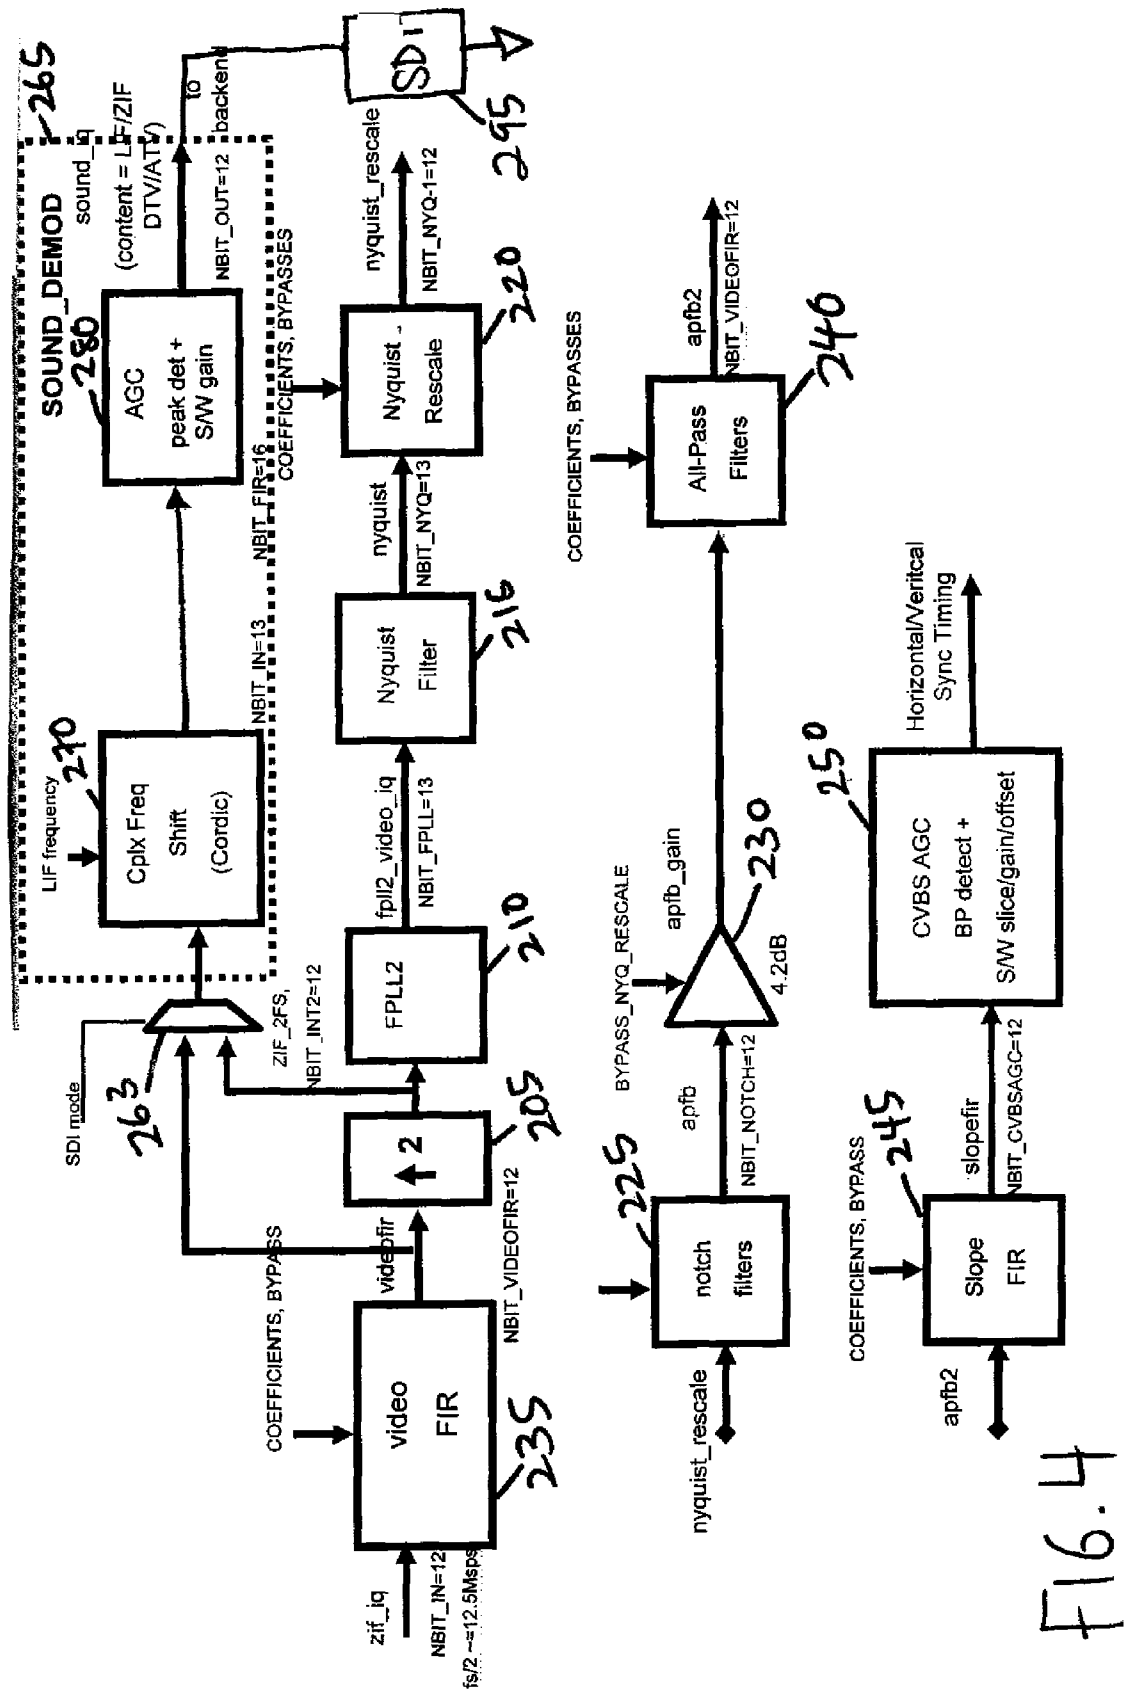 SOUND_DEMOD
265
sound_iq
(content = LIF/ZIF
DTV/ATV)
to
backend
LIF frequency
270
Cplx Freq
Shift
(Cordic)
280
AGC
peak det +
S/W gain
NBIT_OUT=12
NBIT_IN=13
NBIT_FIR=16
SDI
295
SDI mode
263
ZIF_2FS,
NBIT_INT2=12
COEFFICIENTS, BYPASS
zif_iq
NBIT_IN=12
fs/2 ~=12.5Msps
video
FIR
235
videofir
NBIT_VIDEOFIR=12
2
205
FPLL2
210
fpll2_video_iq
NBIT_FPLL=13
Nyquist
Filter
216
nyquist
NBIT_NYQ=13
COEFFICIENTS, BYPASSES
Nyquist
Rescale
220
nyquist_rescale
NBIT_NYQ-1=12
nyquist_rescale
notch
filters
225
apfb
NBIT_NOTCH=12
BYPASS_NYQ_RESCALE
4.2dB
230
apfb_gain
COEFFICIENTS, BYPASSES
All-Pass
Filters
240
apfb2
NBIT_VIDEOFIR=12
apfb2
COEFFICIENTS, BYPASS
Slope
FIR
245
slopefir
NBIT_CVBSAGC=12
CVBS AGC
BP detect +
S/W slice/gain/offset
250
Horizontal/Veritcal
Sync Timing
FIG. 4